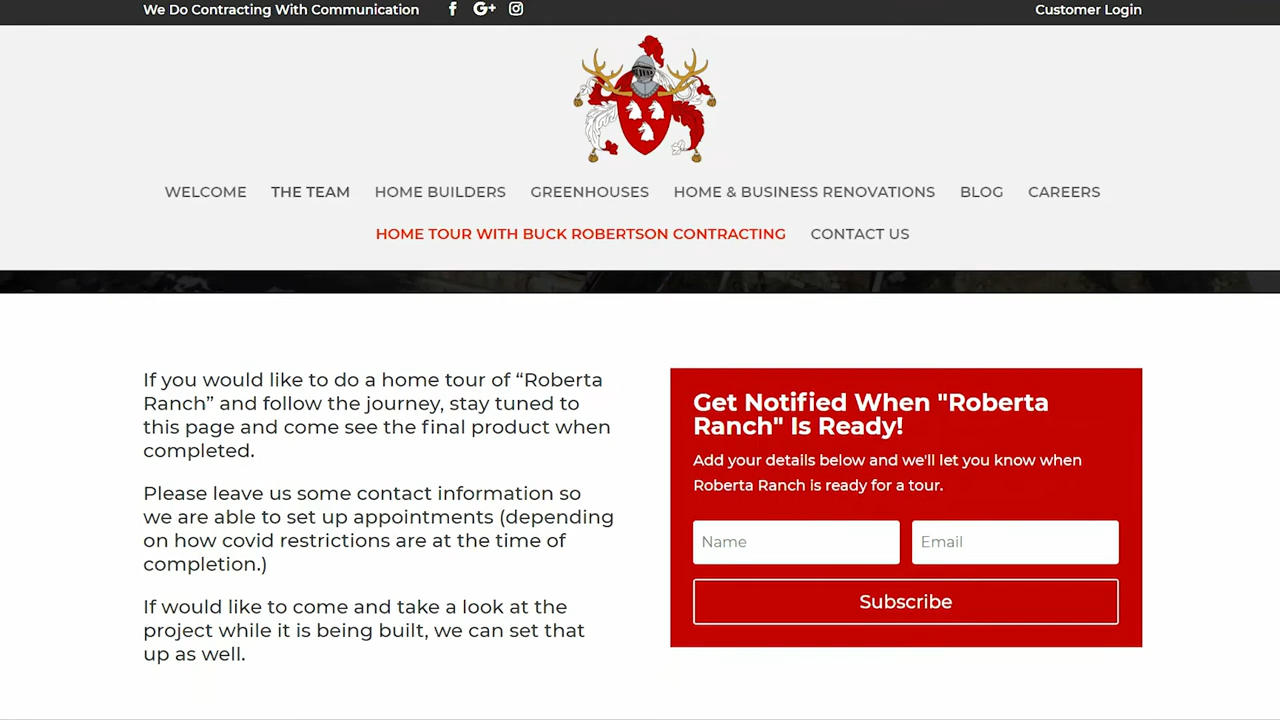 We Do Contracting With Communication
Customer Login
WELCOME THE TEAM HOME BUILDERS GREENHOUSES HOME & BUSINESS RENOVATIONS BLOG CAREERS
HOME TOUR WITH BUCK ROBERTSON CONTRACTING CONTACT US
If you would like to do a home tour of “Roberta
Ranch” and follow the journey, stay tuned to
this page and come see the final product when
completed.
Please leave us some contact information so
we are able to set up appointments (depending
on how covid restrictions are at the time of
completion.)
If would like to come and take a look at the
project while it is being built, we can set that
up as well.
Get Notified When "Roberta
Ranch" Is Ready!
Add your details below and we'll let you know when
Roberta Ranch is ready for a tour.
Name Email
Subscribe